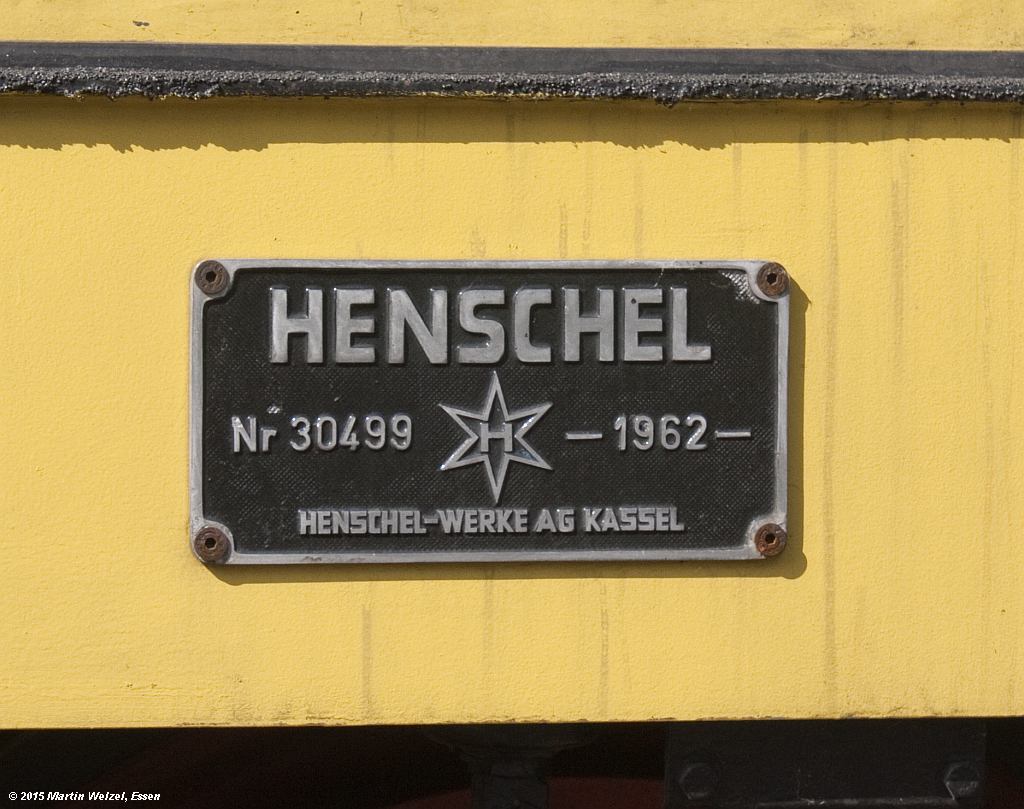 HENSCHEL
Nr 30499 H — 1962 —
HENSCHEL-WERKE AG KASSEL
© 2015 Martin Welzel, Essen